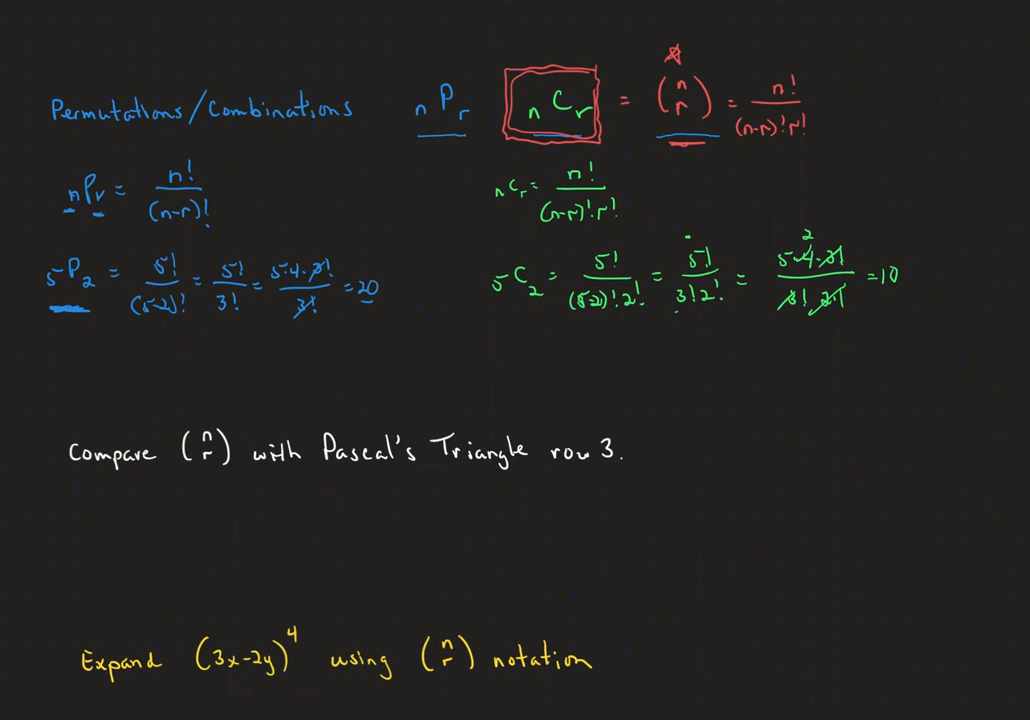 Permutations/Combinations nPr nCr = (n r) = n!/(n-r)!r!
nPr = n!/(n-r)! nCr = n!/(n-r)!r!
5P2 = 5!/(5-2)! = 5!/3! = 5·4·3!/3! = 20 5C2 = 5!/(5-2)!2! = 5!/3!2! = 5·4·3!/3!2! 2 = 10
Compare (n r) with Pascal's Triangle row 3.
Expand (3x-2y)^4 using (n r) notation